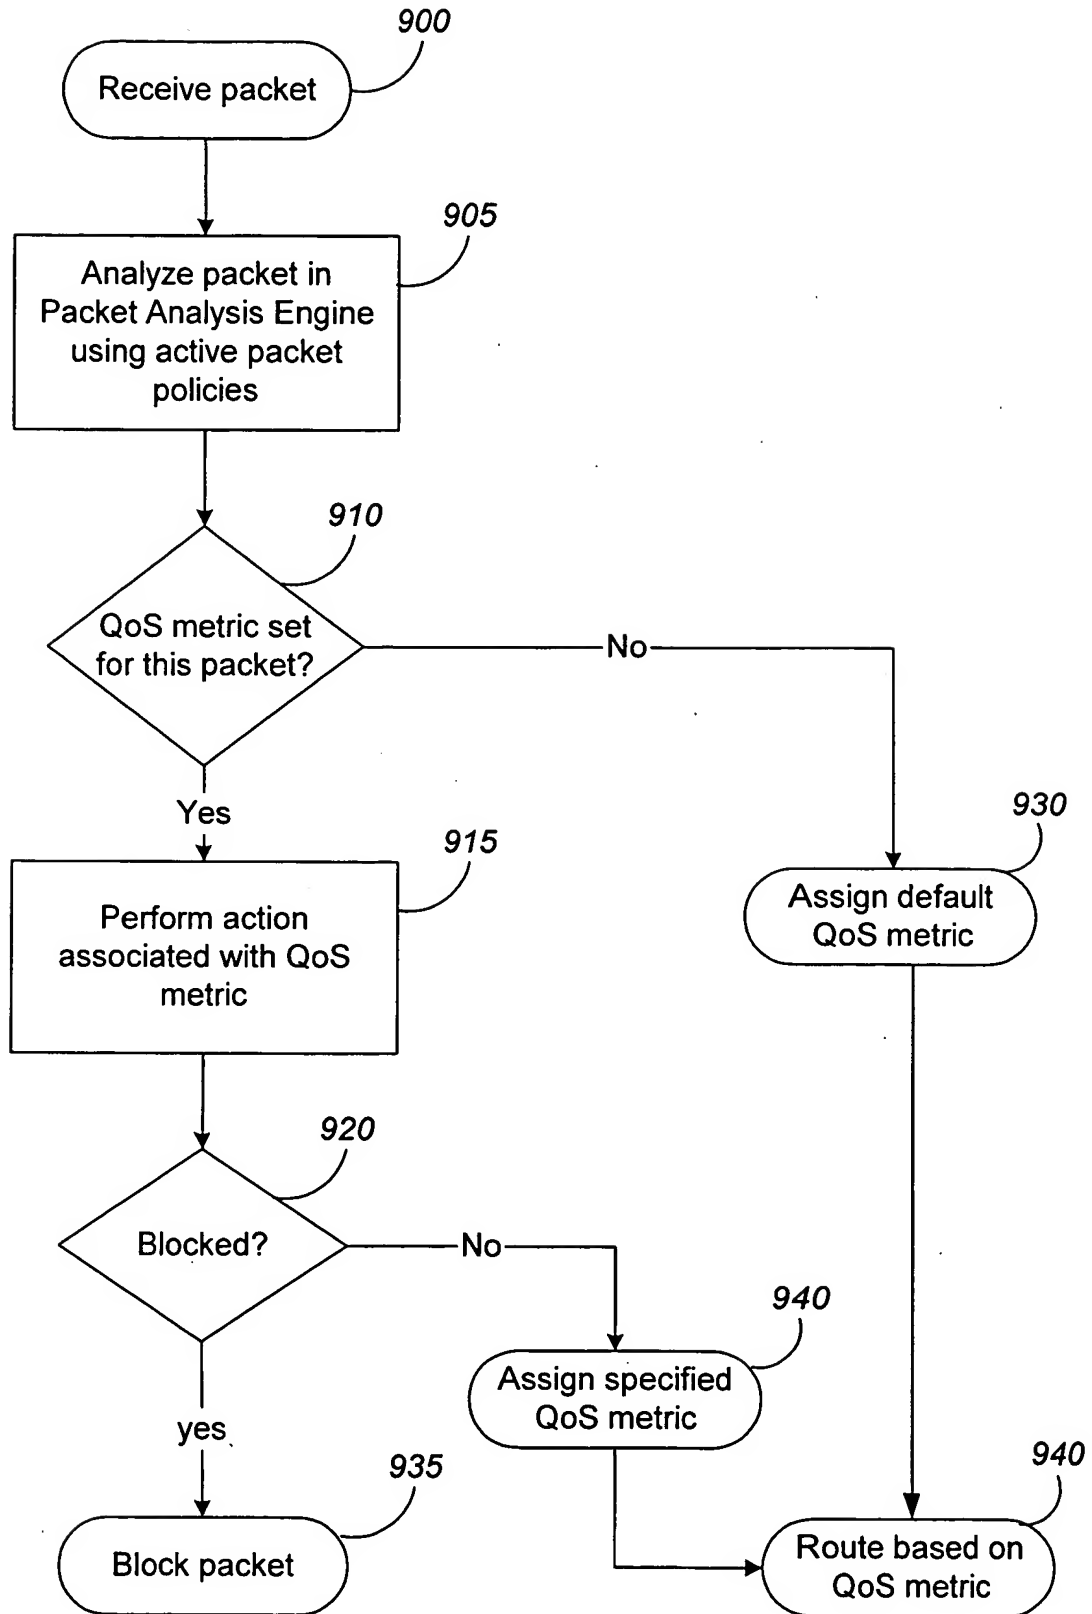 900
Receive packet
905
Analyze packet in
Packet Analysis Engine
using active packet
policies
910
QoS metric set
for this packet?
No
Yes
930
Assign default
QoS metric
915
Perform action
associated with QoS
metric
920
Blocked?
No
940
Assign specified
QoS metric
yes
935
Block packet
940
Route based on
QoS metric